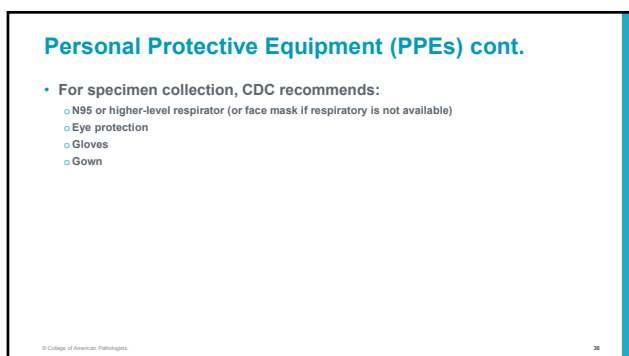 Personal Protective Equipment (PPEs) cont.
• For specimen collection, CDC recommends:
o N95 or higher-level respirator (or face mask if respiratory is not available)
o Eye protection
o Gloves
o Gown
© College of American Pathologists
36